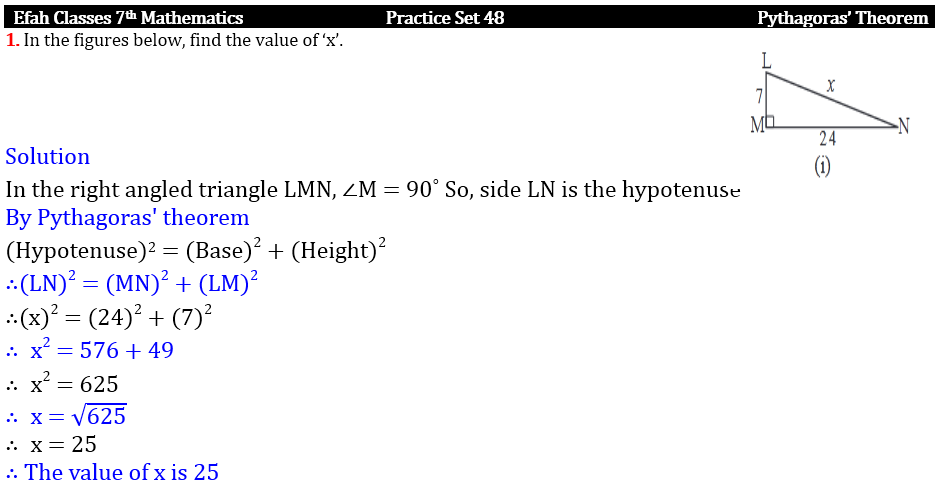 Efah Classes 7th Mathematics Practice Set 48 Pythagoras’ Theorem
1. In the figures below, find the value of ‘x’.
L
x
7
M
N
24
(i)
Solution
In the right angled triangle LMN, ∠M = 90° So, side LN is the hypotenuse
By Pythagoras' theorem
(Hypotenuse)² = (Base)² + (Height)²
∴(LN)² = (MN)² + (LM)²
∴(x)² = (24)² + (7)²
∴ x² = 576 + 49
∴ x² = 625
∴ x = √625
∴ x = 25
∴ The value of x is 25